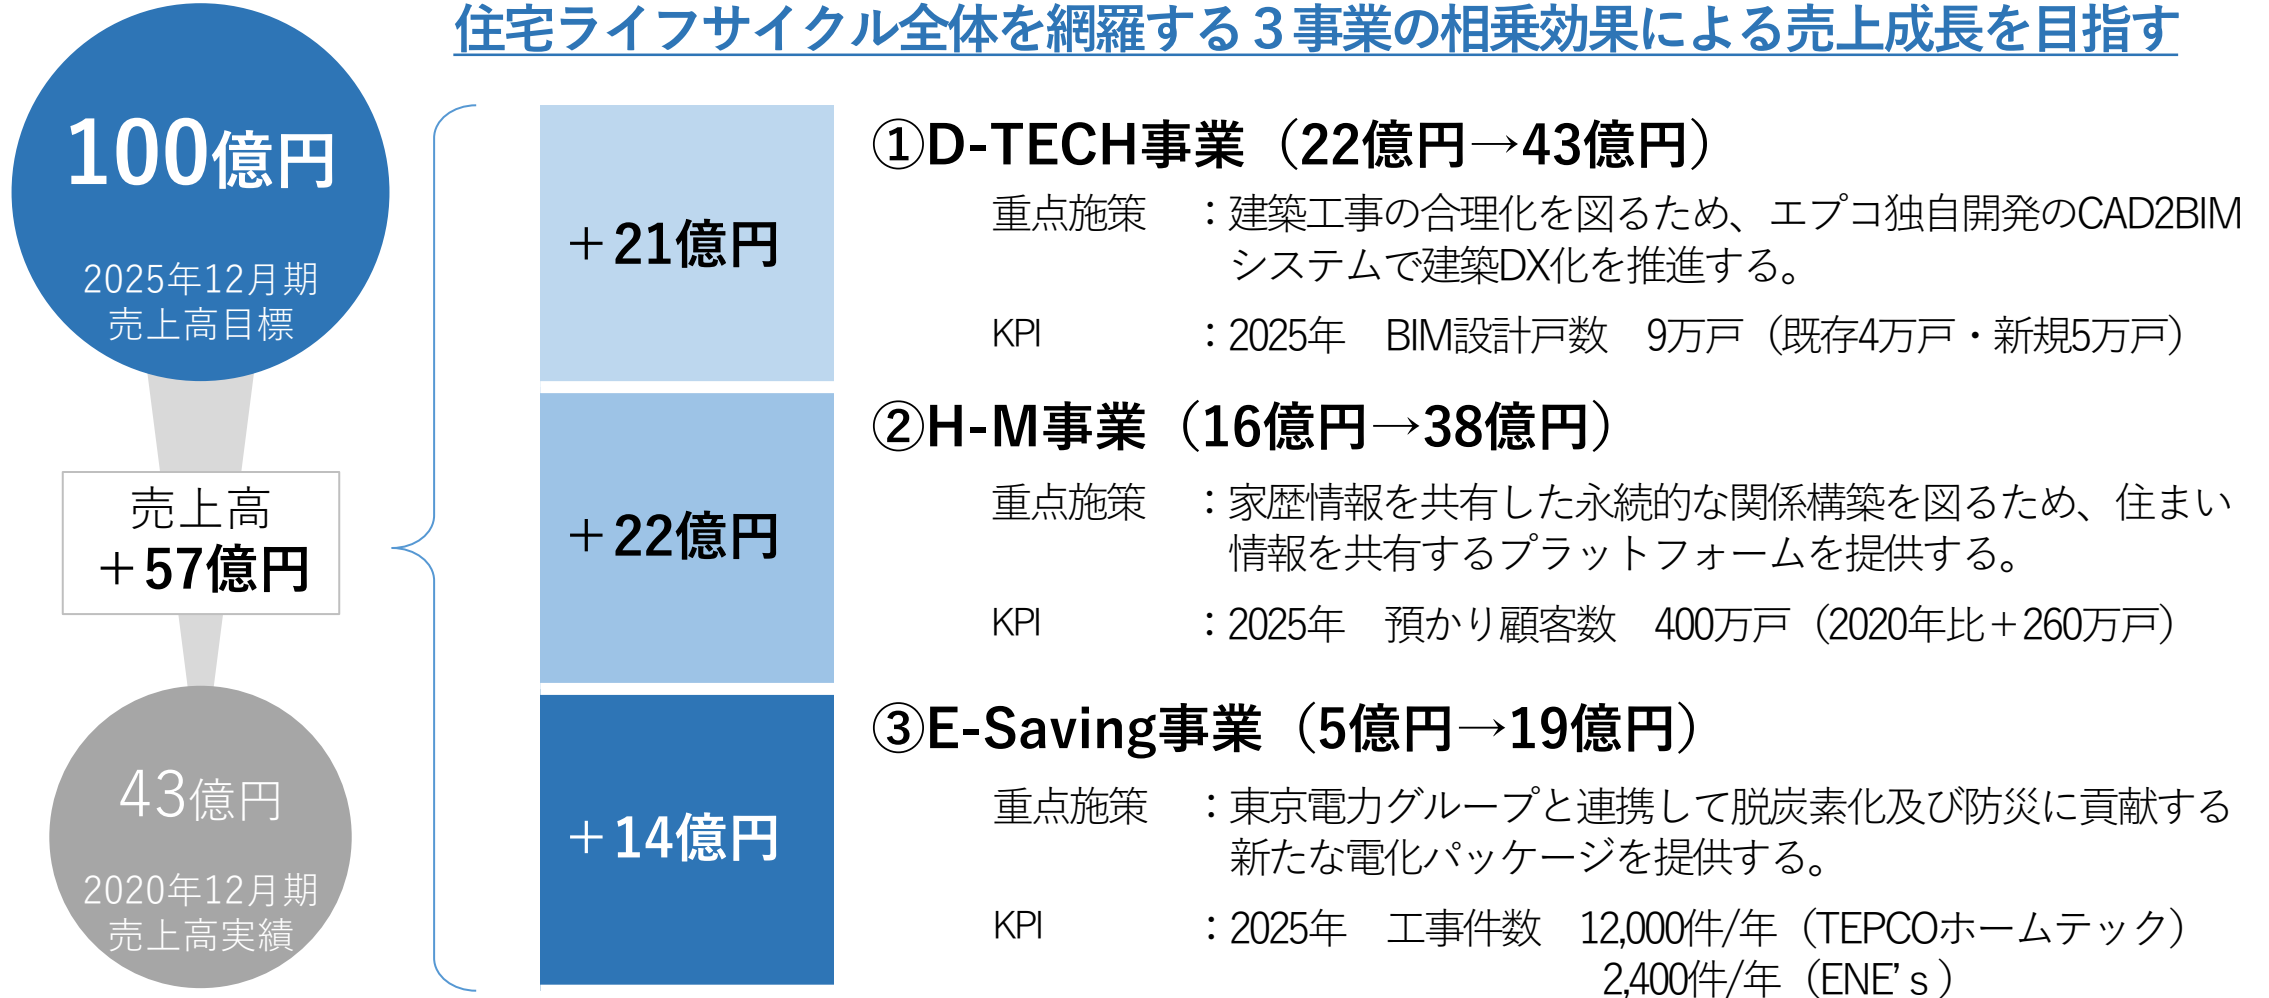 住宅ライフサイクル全体を網羅する３事業の相乗効果による売上成長を目指す
100億円
2025年12月期
売上高目標
売上高
＋57億円
43億円
2020年12月期
売上高実績
＋21億円
①D-TECH事業（22億円→43億円）
重点施策　：建築工事の合理化を図るため、エプコ独自開発のCAD2BIM
システムで建築DX化を推進する。
KPI　：2025年　BIM設計戸数　9万戸（既存4万戸・新規5万戸）
＋22億円
②H-M事業（16億円→38億円）
重点施策　：家歴情報を共有した永続的な関係構築を図るため、住まい
情報を共有するプラットフォームを提供する。
KPI　：2025年　預かり顧客数　400万戸（2020年比＋260万戸）
＋14億円
③E-Saving事業（5億円→19億円）
重点施策　：東京電力グループと連携して脱炭素化及び防災に貢献する
新たな電化パッケージを提供する。
KPI　：2025年　工事件数　12,000件/年（TEPCOホームテック）
2,400件/年（ENE’s）